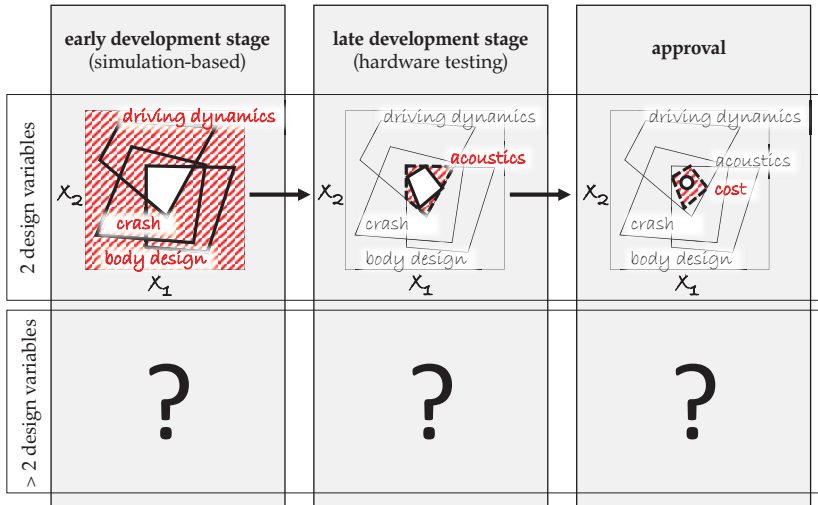 early development stage
(simulation-based)
late development stage
(hardware testing)
approval
2 design variables
driving dynamics
crash
body design
X2
X1
driving dynamics
acoustics
crash
body design
X2
X1
driving dynamics
acoustics
cost
crash
body design
X2
X1
> 2 design variables
?
?
?